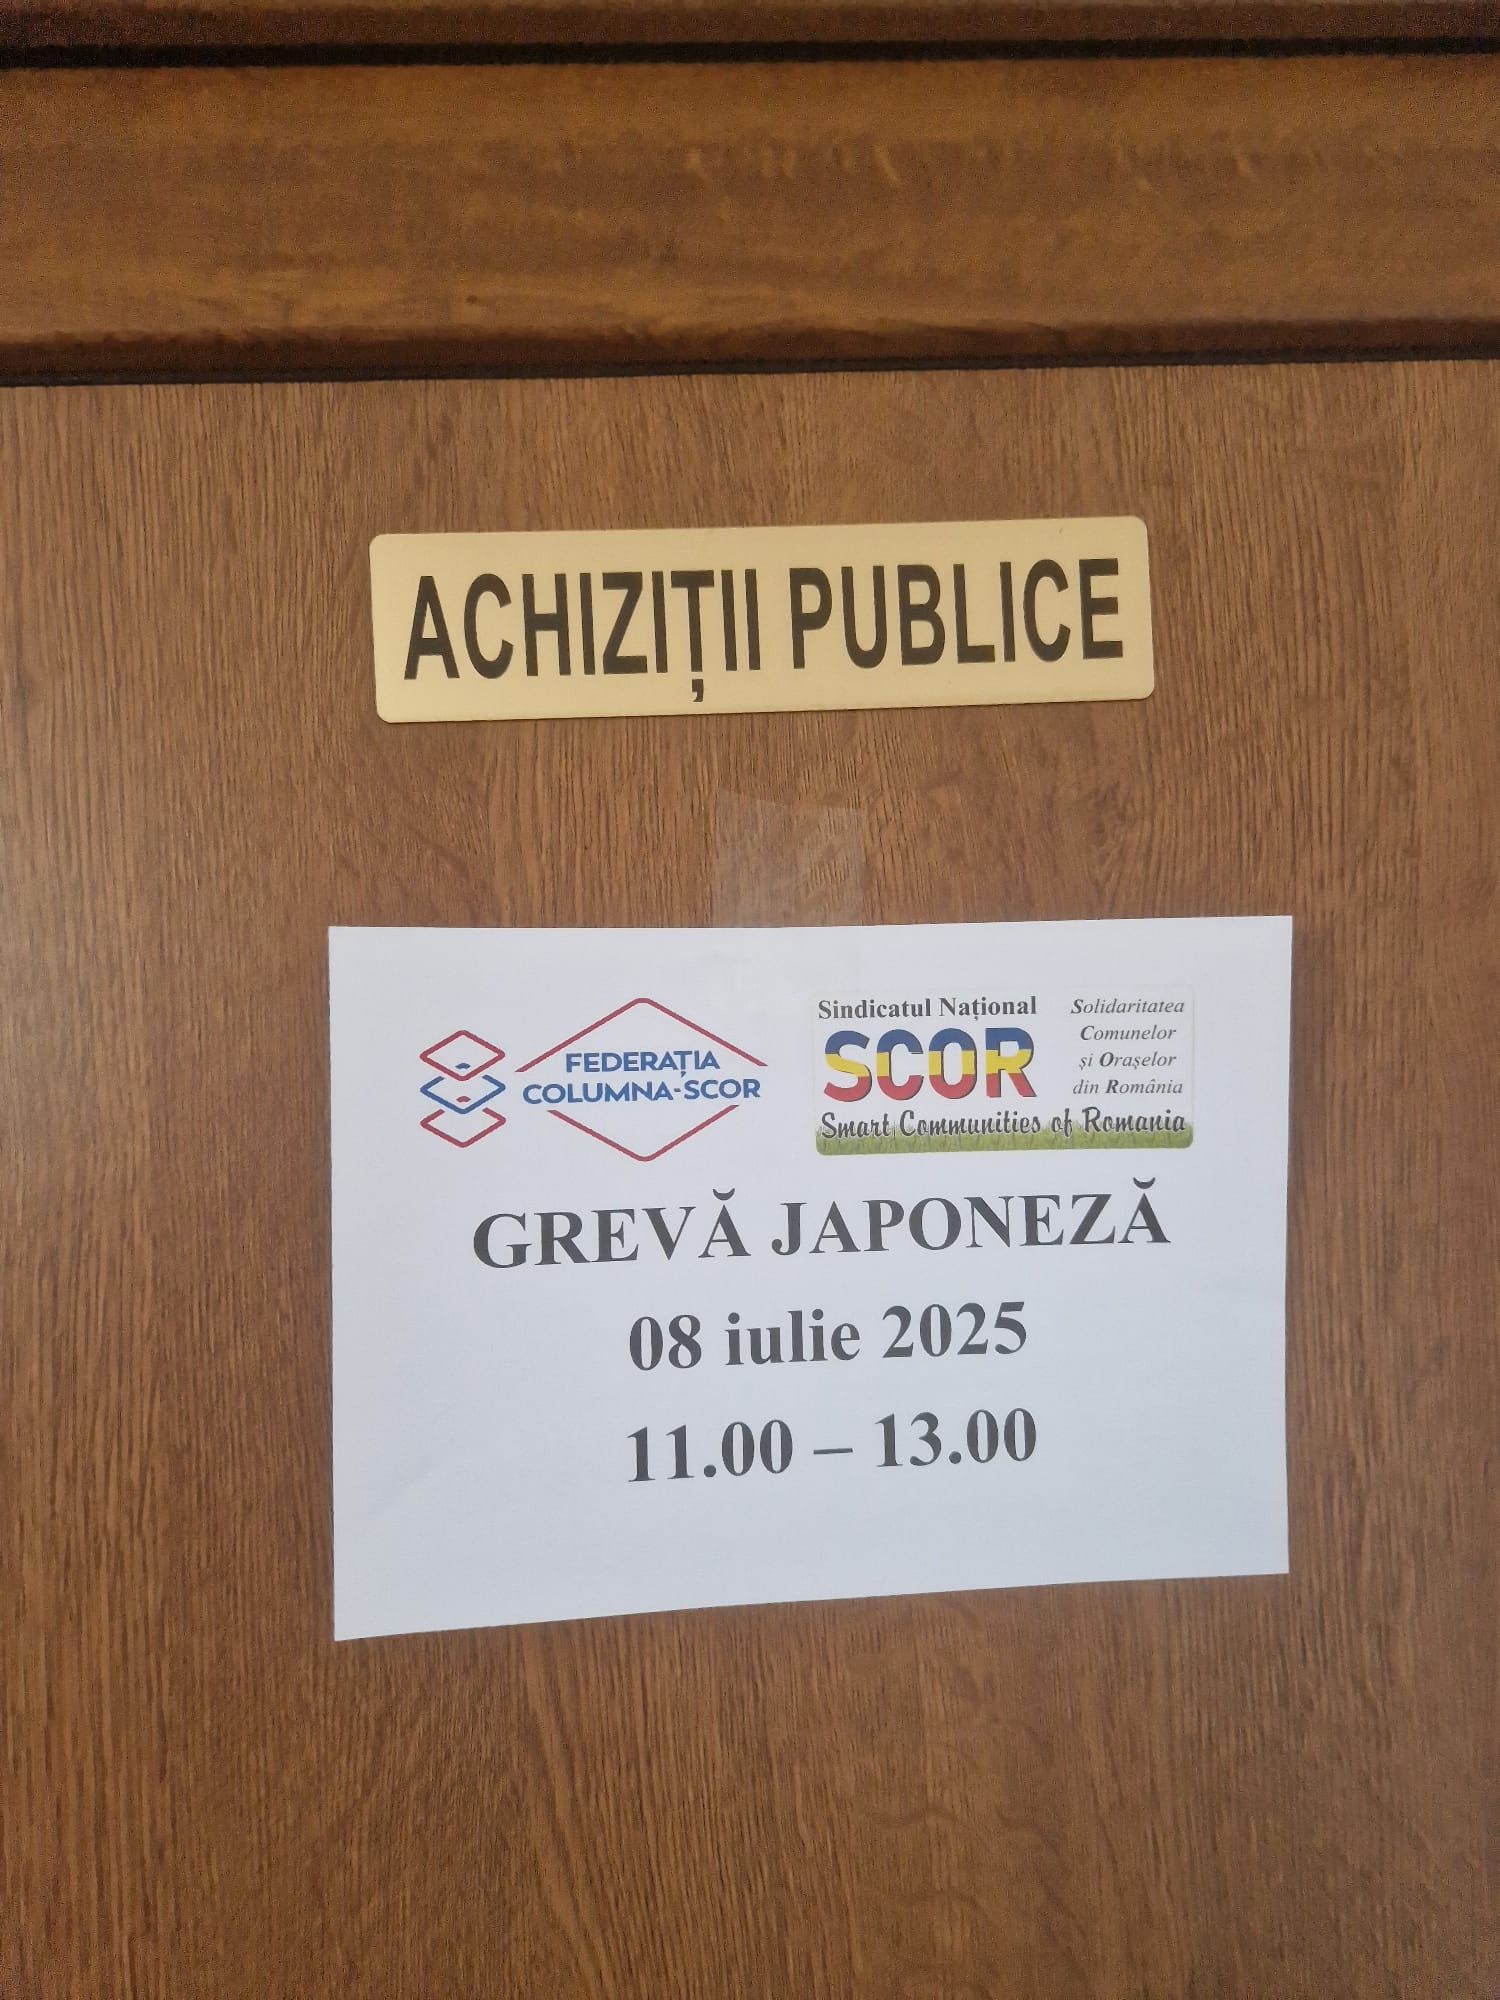 ACHIZIȚII PUBLICE
FEDERAȚIA
COLUMNA-SCOR
Sindicatul Național
SCOR
Solidaritatea
Comunelor
și Orașelor
din România
Smart Communities of Romania
GREVĂ JAPONEZĂ
08 iulie 2025
11.00 – 13.00